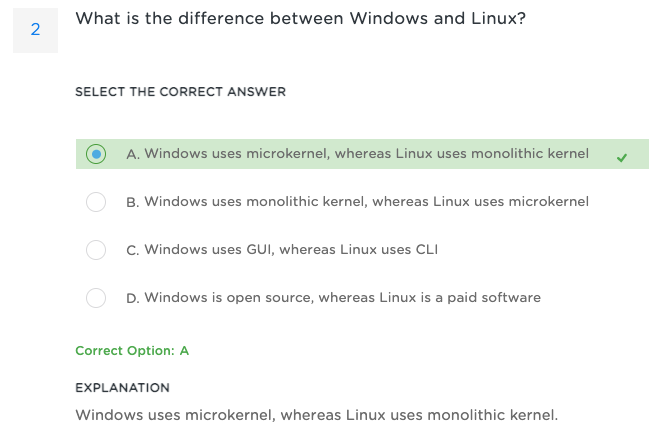 2
What is the difference between Windows and Linux?
SELECT THE CORRECT ANSWER
A. Windows uses microkernel, whereas Linux uses monolithic kernel
B. Windows uses monolithic kernel, whereas Linux uses microkernel
C. Windows uses GUI, whereas Linux uses CLI
D. Windows is open source, whereas Linux is a paid software
Correct Option: A
EXPLANATION
Windows uses microkernel, whereas Linux uses monolithic kernel.